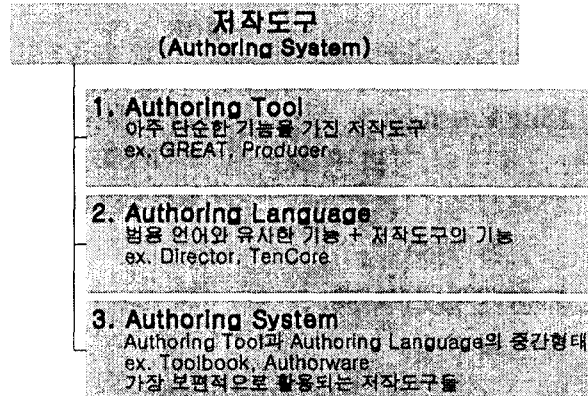 저작도구
(Authoring System)
1. Authoring Tool
아주 단순한 기능을 가진 저작도구
ex. GREAT, Producer
2. Authoring Language
범용 언어와 유사한 기능 + 저작도구의 기능
ex. Director, TenCore
3. Authoring System
Authoring Tool과 Authoring Language의 중간형태
ex. Toolbook, Authorware
가장 보편적으로 활용되는 저작도구들